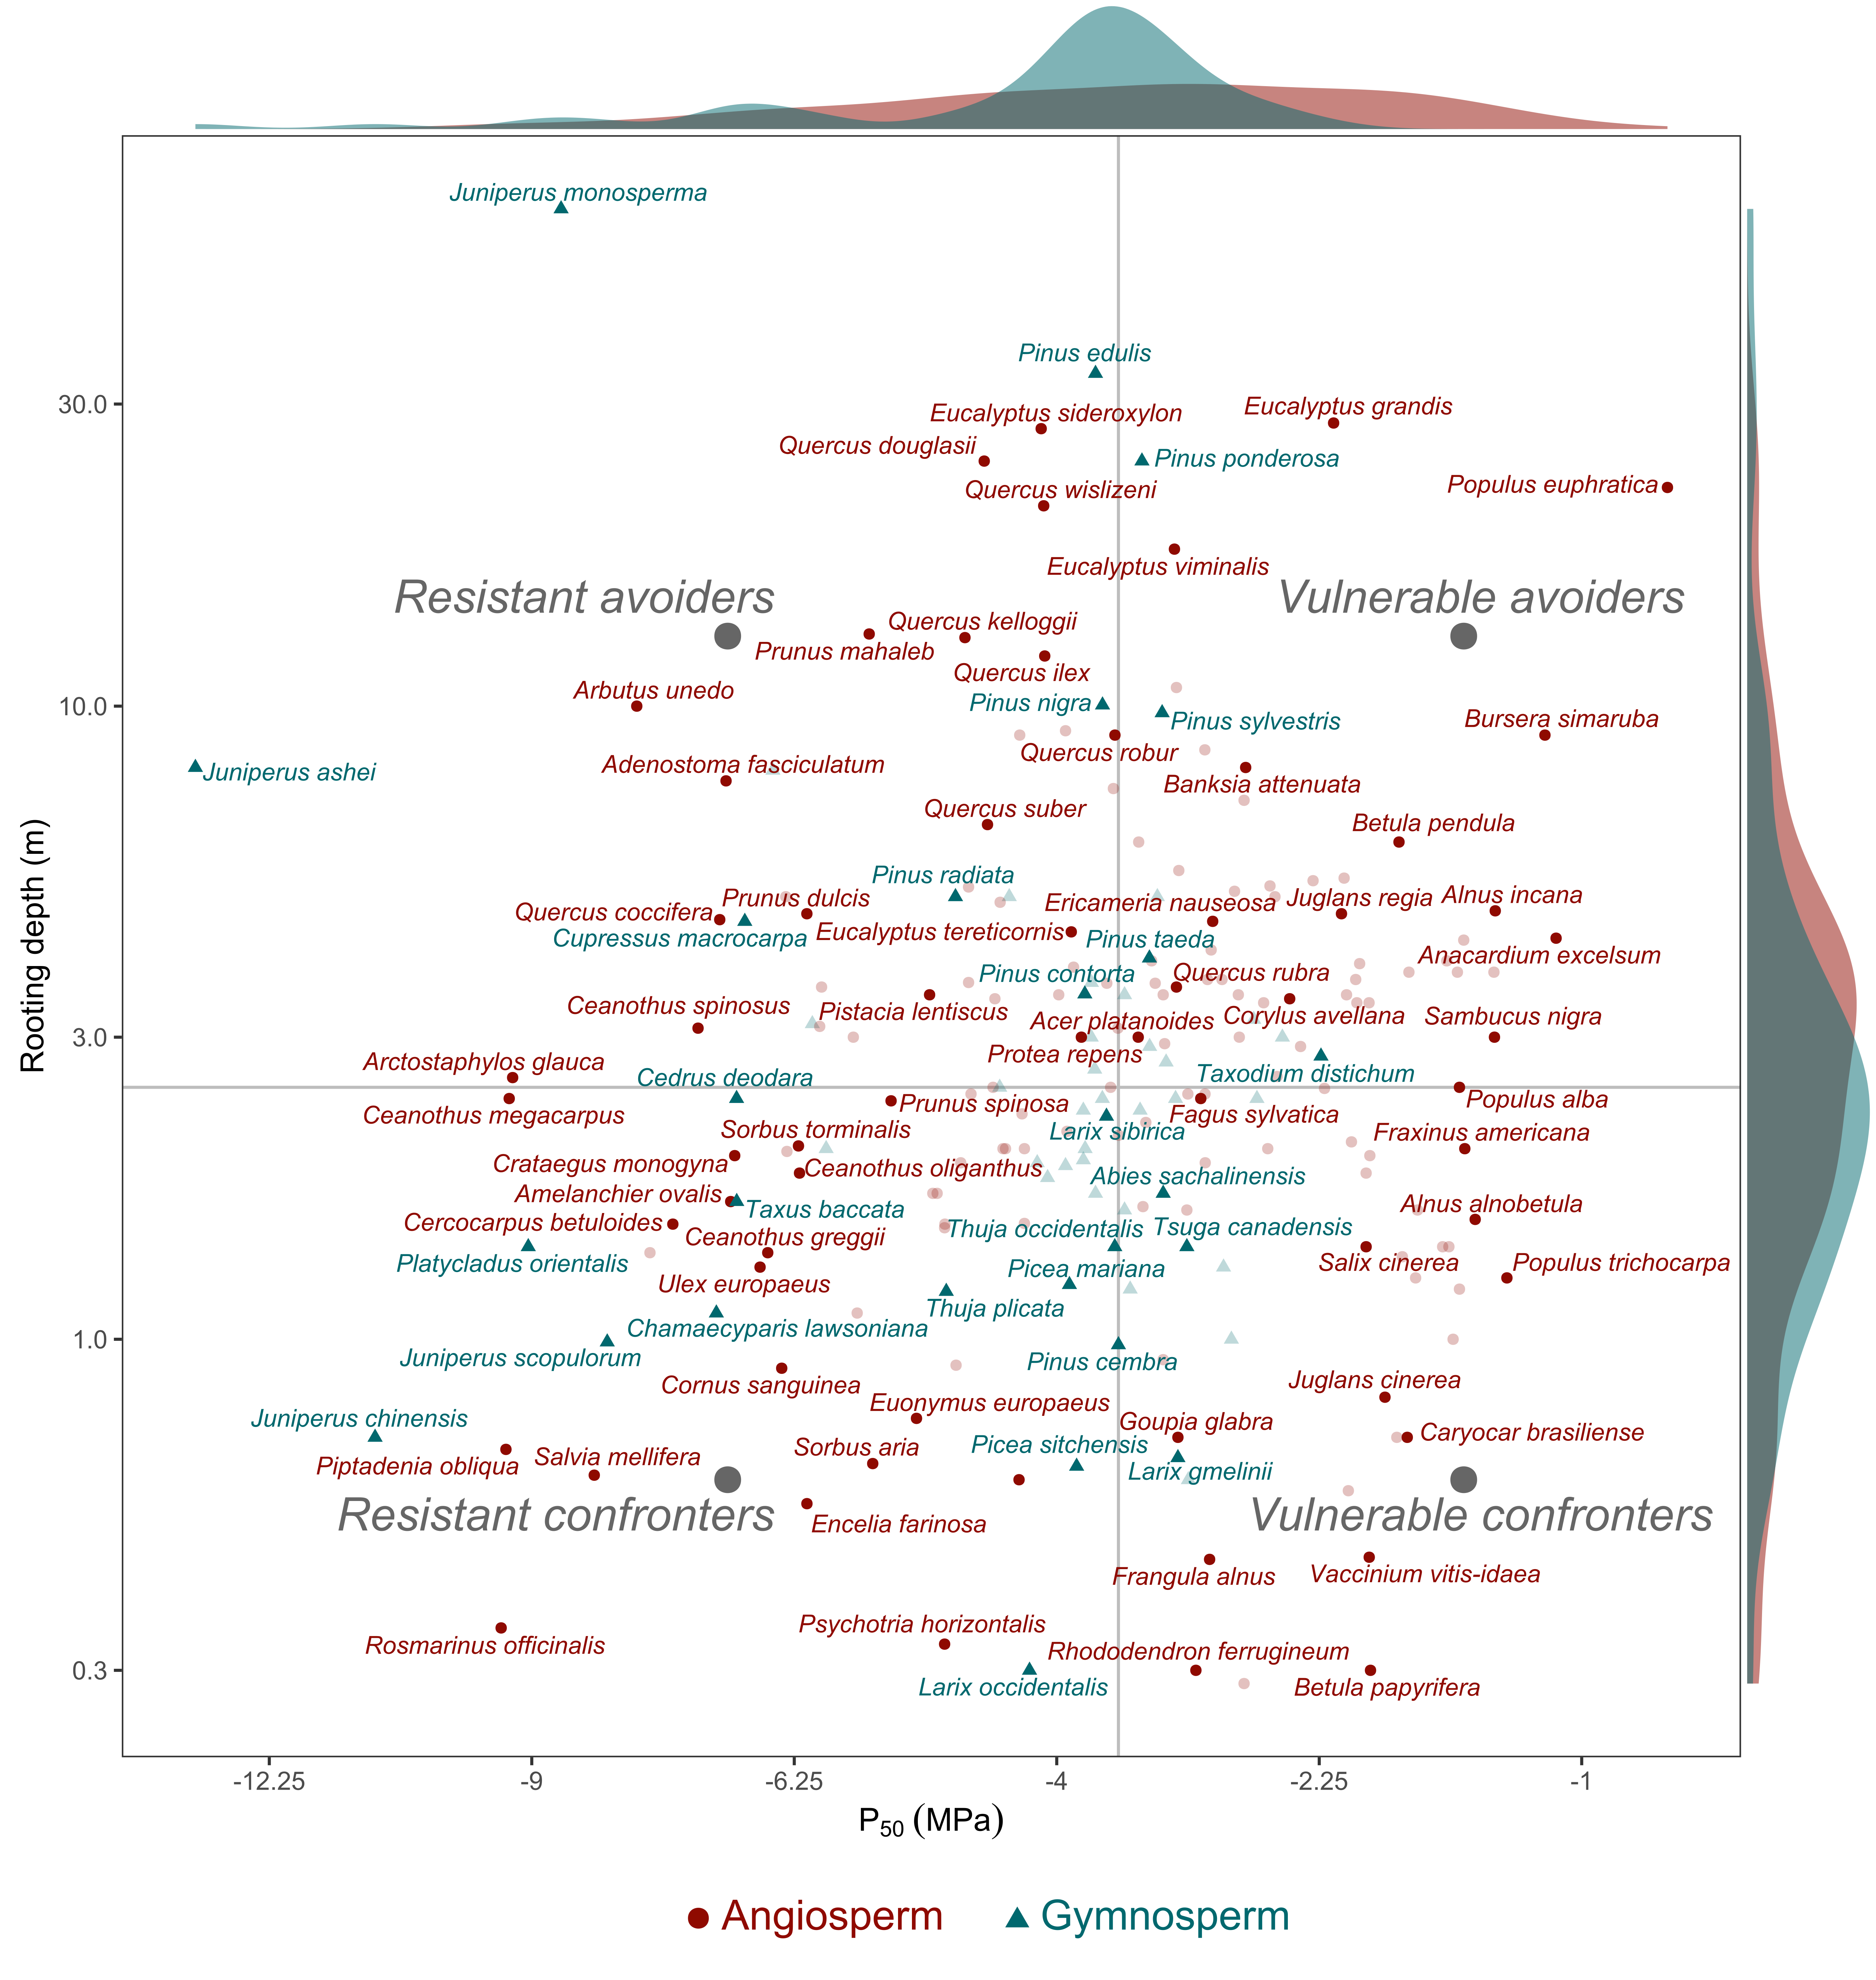 Juniperus monosperma
Pinus edulis
30.0
Eucalyptus sideroxylon
Eucalyptus grandis
Quercus douglasii
Pinus ponderosa
Quercus wislizeni
Populus euphratica
Eucalyptus viminalis
Resistant avoiders
Vulnerable avoiders
Quercus kelloggii
Prunus mahaleb
Quercus ilex
Arbutus unedo
10.0
Pinus nigra
Pinus sylvestris
Bursera simaruba
Quercus robur
Juniperus ashei
Adenostoma fasciculatum
Banksia attenuata
Quercus suber
Betula pendula
Pinus radiata
Quercus coccifera
Prunus dulcis
Ericameria nauseosa
Juglans regia
Alnus incana
Cupressus macrocarpa
Eucalyptus tereticornis
Pinus taeda
Anacardium excelsum
Pinus contorta
Quercus rubra
Rooting depth (m)
Ceanothus spinosus
Pistacia lentiscus
Acer platanoides
Corylus avellana
Sambucus nigra
3.0
Protea repens
Arctostaphylos glauca
Cedrus deodara
Taxodium distichum
Ceanothus megacarpus
Prunus spinosa
Fagus sylvatica
Populus alba
Sorbus torminalis
Larix sibirica
Fraxinus americana
Crataegus monogyna
Ceanothus oliganthus
Abies sachalinensis
Amelanchier ovalis
Taxus baccata
Alnus alnobetula
Cercocarpus betuloides
Ceanothus greggii
Thuja occidentalis
Tsuga canadensis
Platycladus orientalis
Picea mariana
Salix cinerea
Populus trichocarpa
Ulex europaeus
Thuja plicata
Chamaecyparis lawsoniana
1.0
Juniperus scopulorum
Pinus cembra
Cornus sanguinea
Juglans cinerea
Euonymus europaeus
Juniperus chinensis
Goupia glabra
Caryocar brasiliense
Piptadenia obliqua
Salvia mellifera
Sorbus aria
Picea sitchensis
Larix gmelinii
Resistant confronters
Vulnerable confronters
Encelia farinosa
Frangula alnus
Vaccinium vitis-idaea
Rosmarinus officinalis
Psychotria horizontalis
Rhododendron ferrugineum
0.3
Larix occidentalis
Betula papyrifera
-12.25
-9
-6.25
-4
-2.25
-1
P50 (MPa)
Angiosperm
Gymnosperm